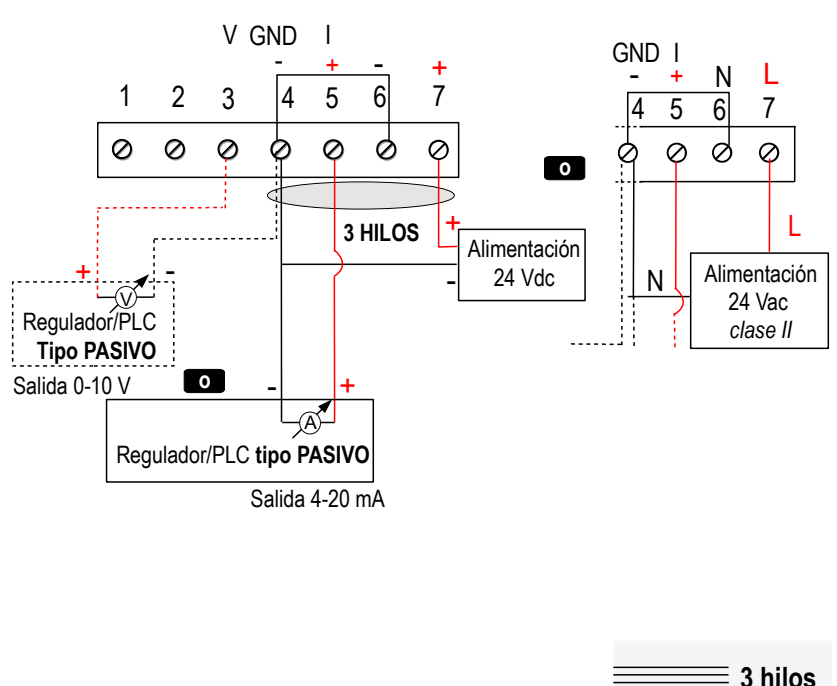 V GND I
- + - +
1 2 3 4 5 6 7
3 HILOS
+
-
Alimentación
24 Vdc
+ -
V
Regulador/PLC
Tipo PASIVO
Salida 0-10 V
o
- +
A
Regulador/PLC tipo PASIVO
Salida 4-20 mA
o
GND I
- + N L
4 5 6 7
L
N
Alimentación
24 Vac
clase II
3 hilos